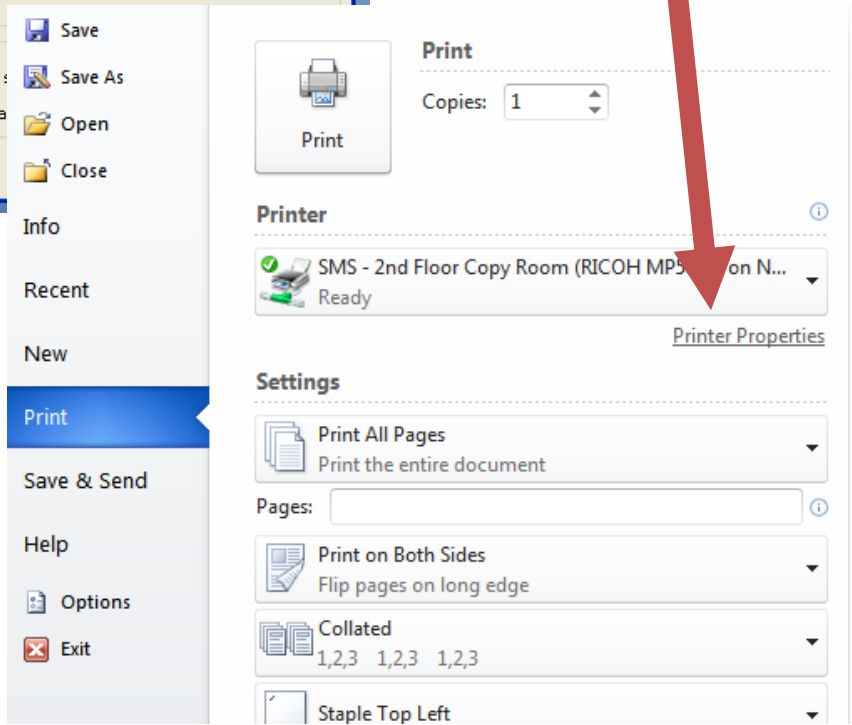 Save
Save As
Open
Close
Info
Recent
New
Print
Save & Send
Help
Options
Exit
Print
Print
Copies: 1
Printer
SMS - 2nd Floor Copy Room (RICOH MP5 on N...
Ready
Printer Properties
Settings
Print All Pages
Print the entire document
Pages:
Print on Both Sides
Flip pages on long edge
Collated
1,2,3 1,2,3 1,2,3
Staple Top Left